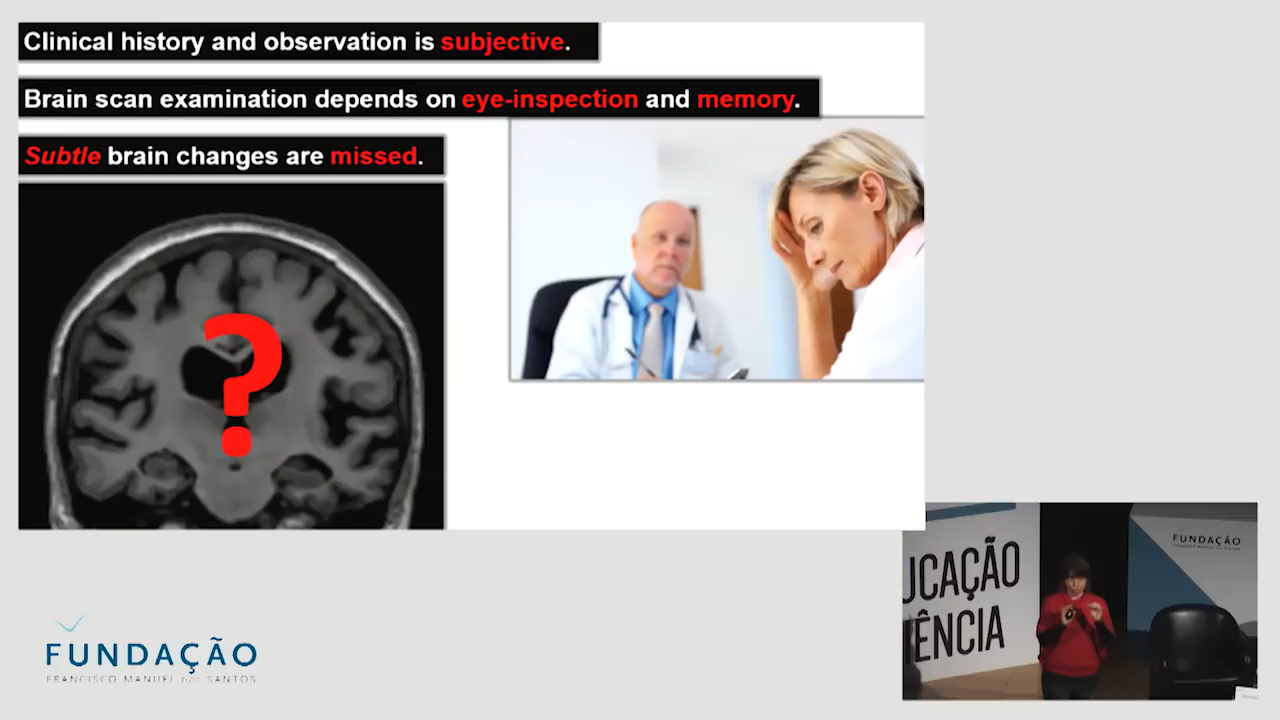 Clinical history and observation is subjective.
Brain scan examination depends on eye-inspection and memory.
Subtle brain changes are missed.
?
UCAÇÃO
IÊNCIA
FUNDAÇÃO
FUNDAÇÃO
FRANCISCO MANUEL DOS SANTOS